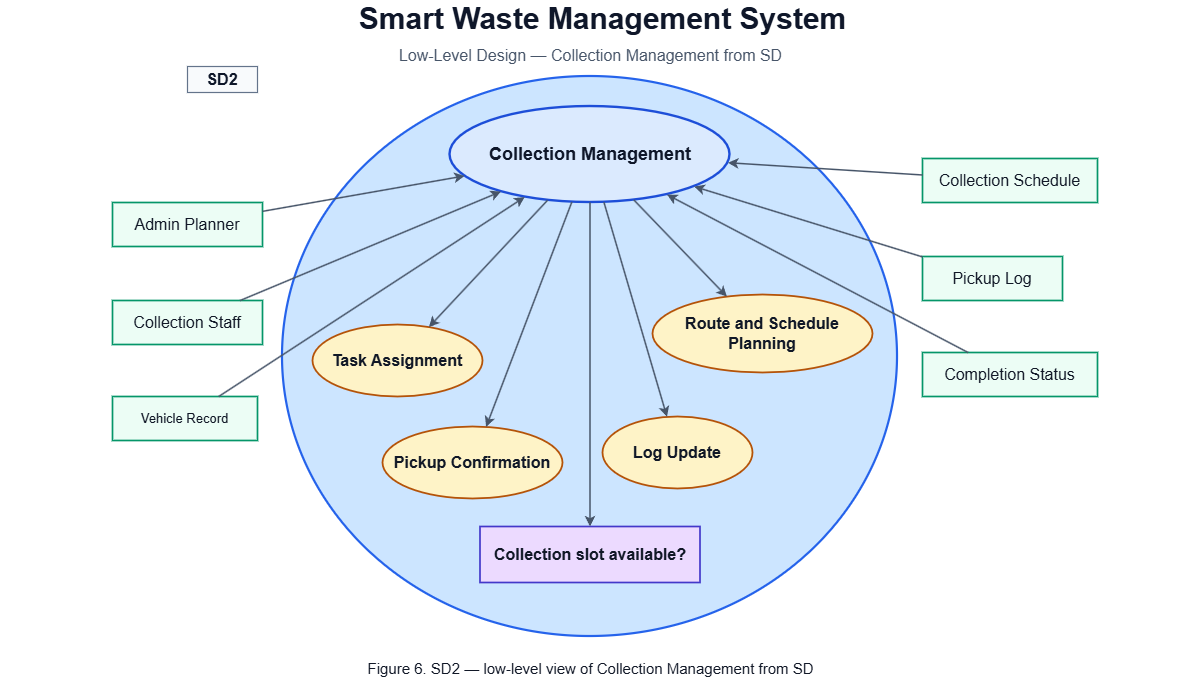 Smart Waste Management System
Low-Level Design — Collection Management from SD
SD2
Collection Management
Collection Schedule
Admin Planner
Pickup Log
Collection Staff
Route and Schedule
Planning
Task Assignment
Completion Status
Vehicle Record
Log Update
Pickup Confirmation
Collection slot available?
Figure 6. SD2 — low-level view of Collection Management from SD